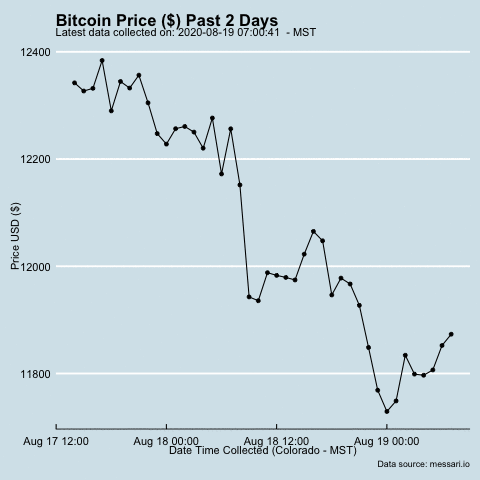 Bitcoin Price ($) Past 2 Days
Latest data collected on: 2020-08-19 07:00:41  - MST
12400
12200
12000
11800
Price USD ($)
Aug 17 12:00
Aug 18 00:00
Aug 18 12:00
Aug 19 00:00
Date Time Collected (Colorado - MST)
Data source: messari.io